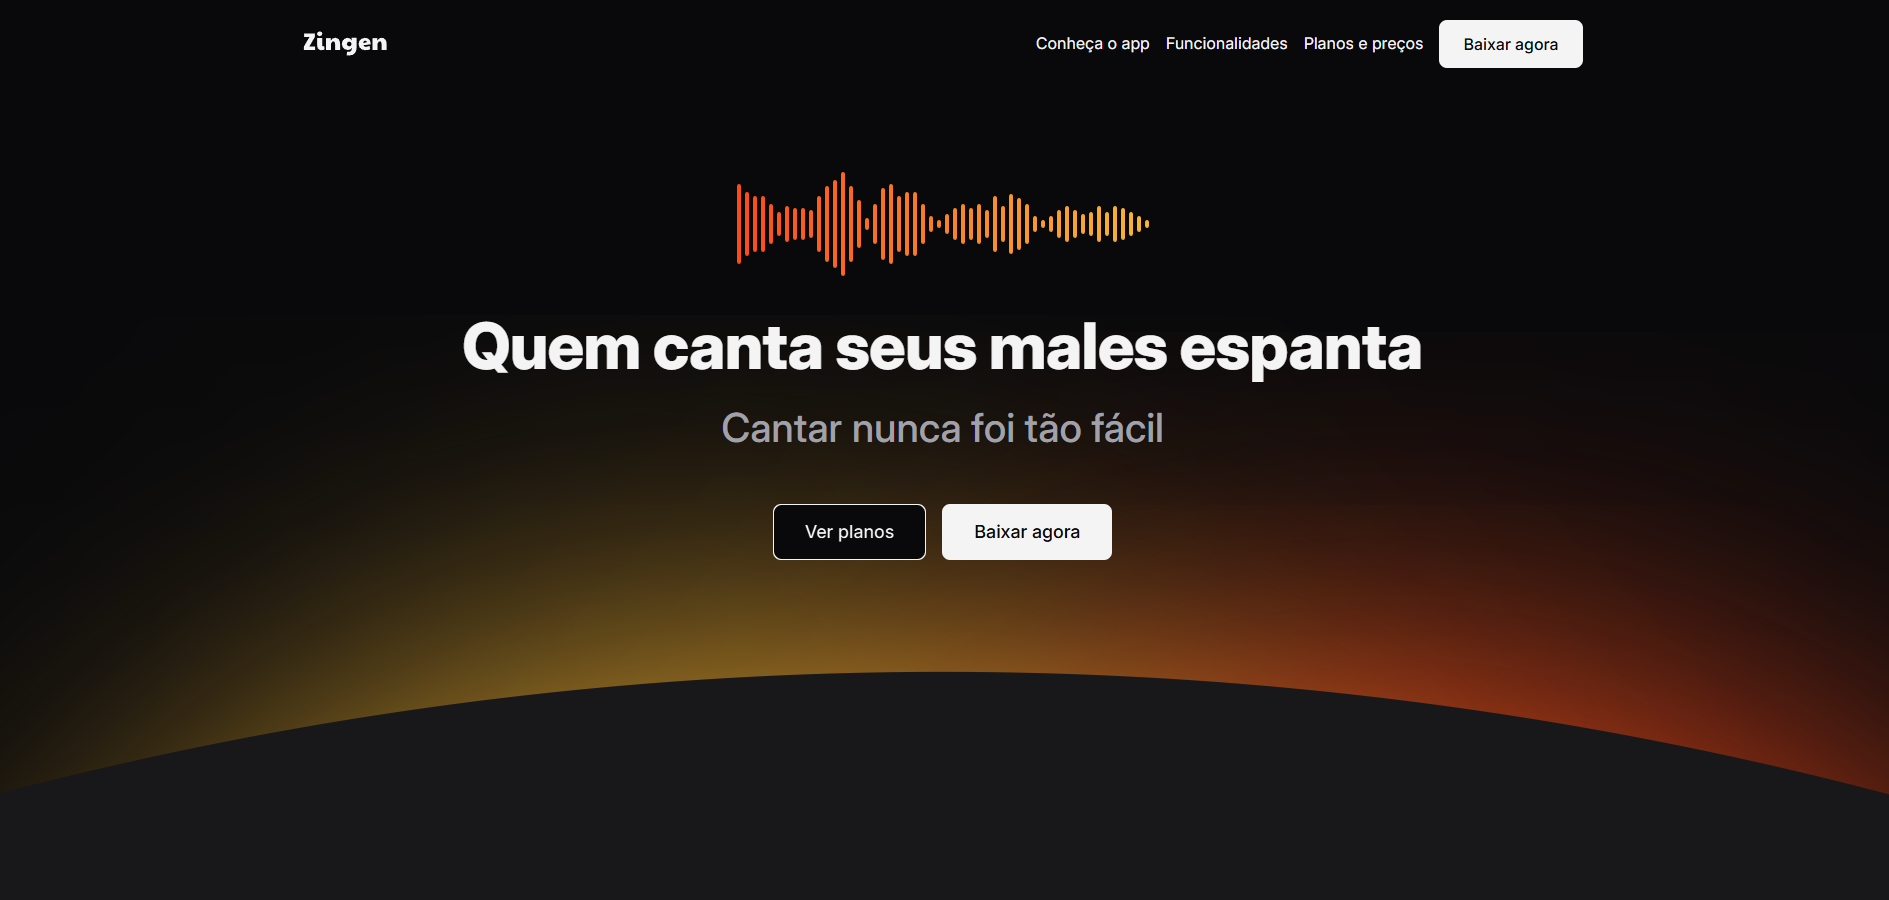 Zingen
Conheça o app
Funcionalidades
Planos e preços
Baixar agora
Quem canta seus males espanta
Cantar nunca foi tão fácil
Ver planos
Baixar agora